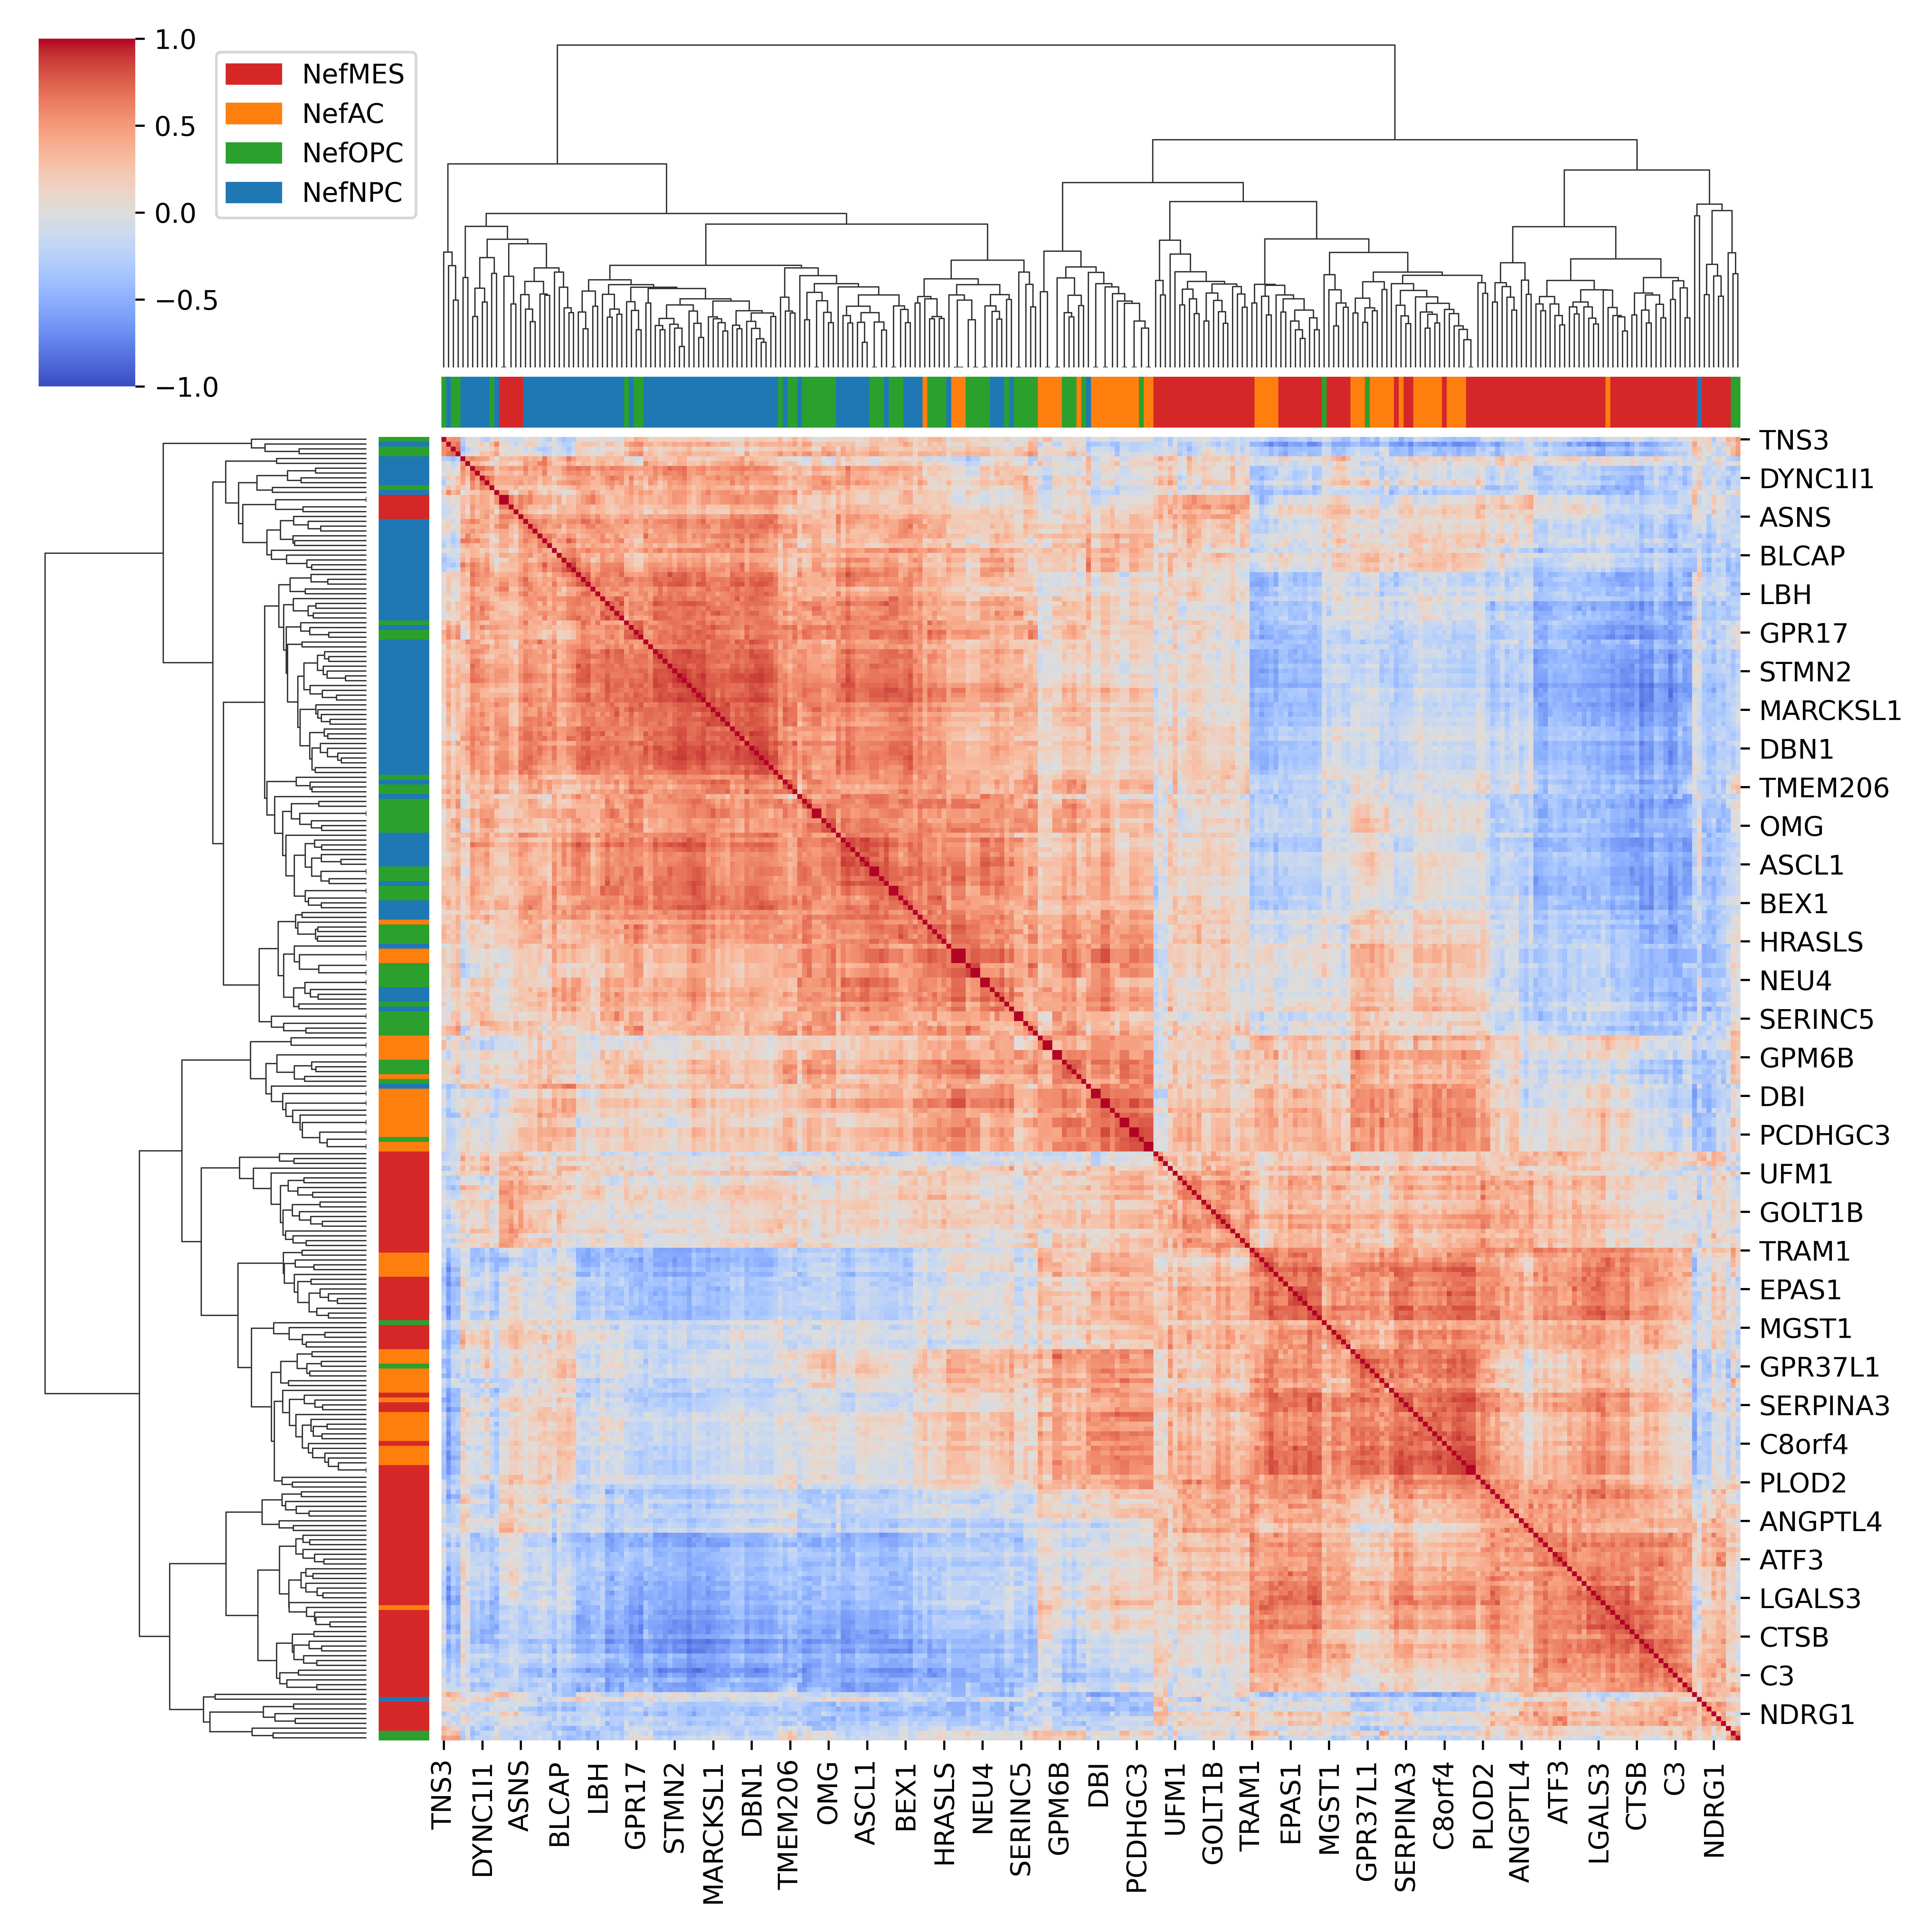 1.0
0.5
0.0
−0.5
−1.0
NefMES
NefAC
NefOPC
NefNPC
TNS3
DYNC1I1
ASNS
BLCAP
LBH
GPR17
STMN2
MARCKSL1
DBN1
TMEM206
OMG
ASCL1
BEX1
HRASLS
NEU4
SERINC5
GPM6B
DBI
PCDHGC3
UFM1
GOLT1B
TRAM1
EPAS1
MGST1
GPR37L1
SERPINA3
C8orf4
PLOD2
ANGPTL4
ATF3
LGALS3
CTSB
C3
NDRG1
TNS3
DYNC1I1
ASNS
BLCAP
LBH
GPR17
STMN2
MARCKSL1
DBN1
TMEM206
OMG
ASCL1
BEX1
HRASLS
NEU4
SERINC5
GPM6B
DBI
PCDHGC3
UFM1
GOLT1B
TRAM1
EPAS1
MGST1
GPR37L1
SERPINA3
C8orf4
PLOD2
ANGPTL4
ATF3
LGALS3
CTSB
C3
NDRG1